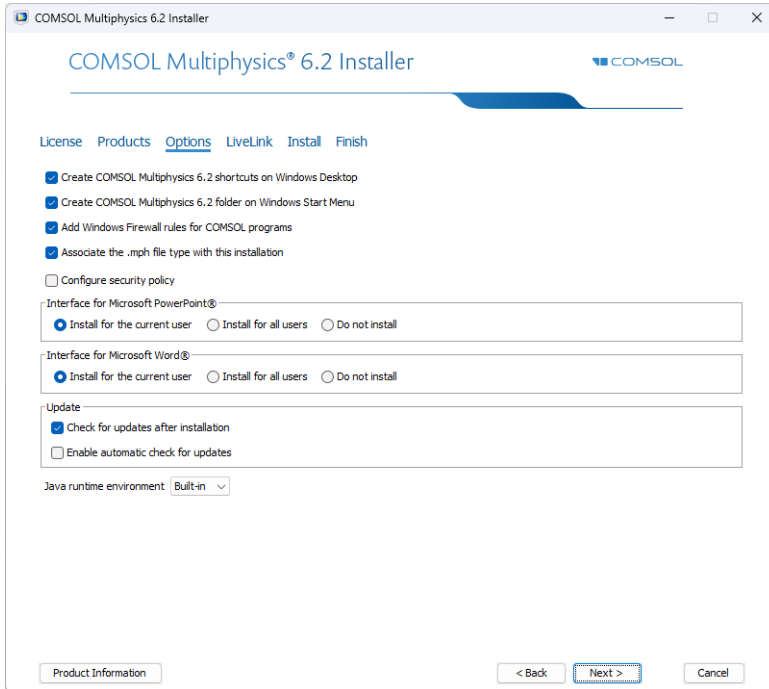 COMSOL Multiphysics 6.2 Installer
COMSOL Multiphysics® 6.2 Installer
COMSOL
License Products Options LiveLink Install Finish
Create COMSOL Multiphysics 6.2 shortcuts on Windows Desktop
Create COMSOL Multiphysics 6.2 folder on Windows Start Menu
Add Windows Firewall rules for COMSOL programs
Associate the .mph file type with this installation
Configure security policy
Interface for Microsoft PowerPoint®
Install for the current user Install for all users Do not install
Interface for Microsoft Word®
Install for the current user Install for all users Do not install
Update
Check for updates after installation
Enable automatic check for updates
Java runtime environment Built-in
Product Information < Back Next > Cancel